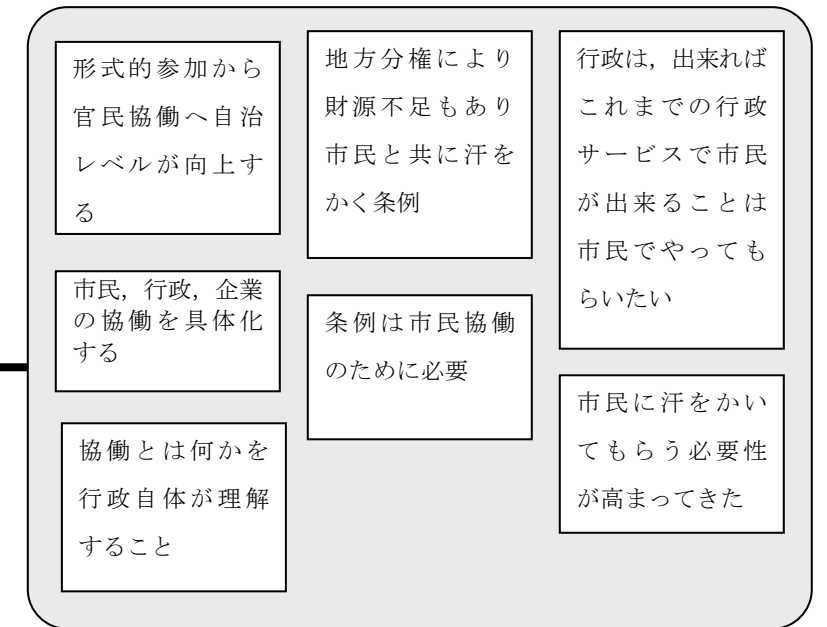 形式的参加から
官民協働へ自治
レベルが向上す
る
市民，行政，企業
の協働を具体化
する
協働とは何かを
行政自体が理解
すること
地方分権により
財源不足もあり
市民と共に汗を
かく条例
条例は市民協働
のために必要
行政は，出来れば
これまでの行政
サービスで市民
が出来ることは
市民でやっても
らいたい
市民に汗をかい
てもらう必要性
が高まってきた